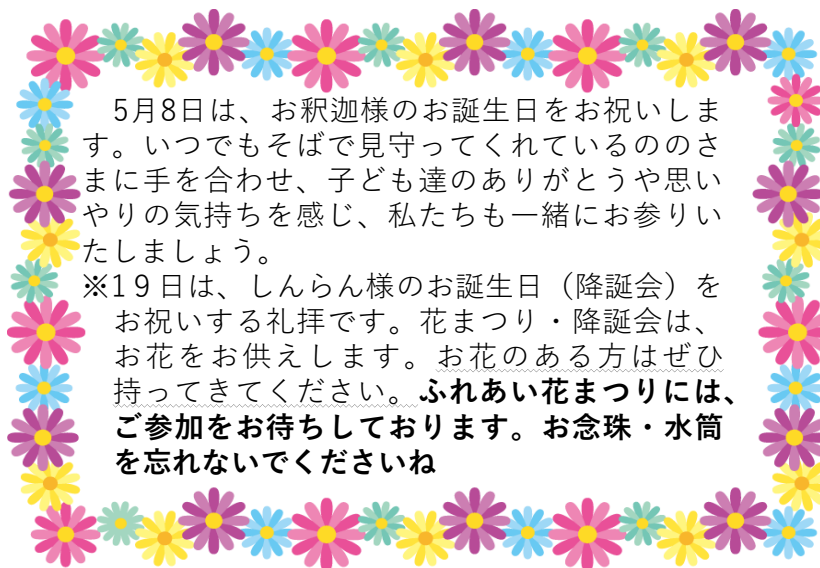 5月8日は、お釈迦様のお誕生日をお祝いしま
す。いつでもそばで見守ってくれているののさ
まに手を合わせ、子ども達のありがとうや思い
やりの気持ちを感じ、私たちも一緒にお参りい
たしましょう。
※1９日は、しんらん様のお誕生日（降誕会）を
お祝いする礼拝です。花まつり・降誕会は、
お花をお供えします。お花のある方はぜひ
持ってきてください。ふれあい花まつりには、
ご参加をお待ちしております。お念珠・水筒
を忘れないでくださいね